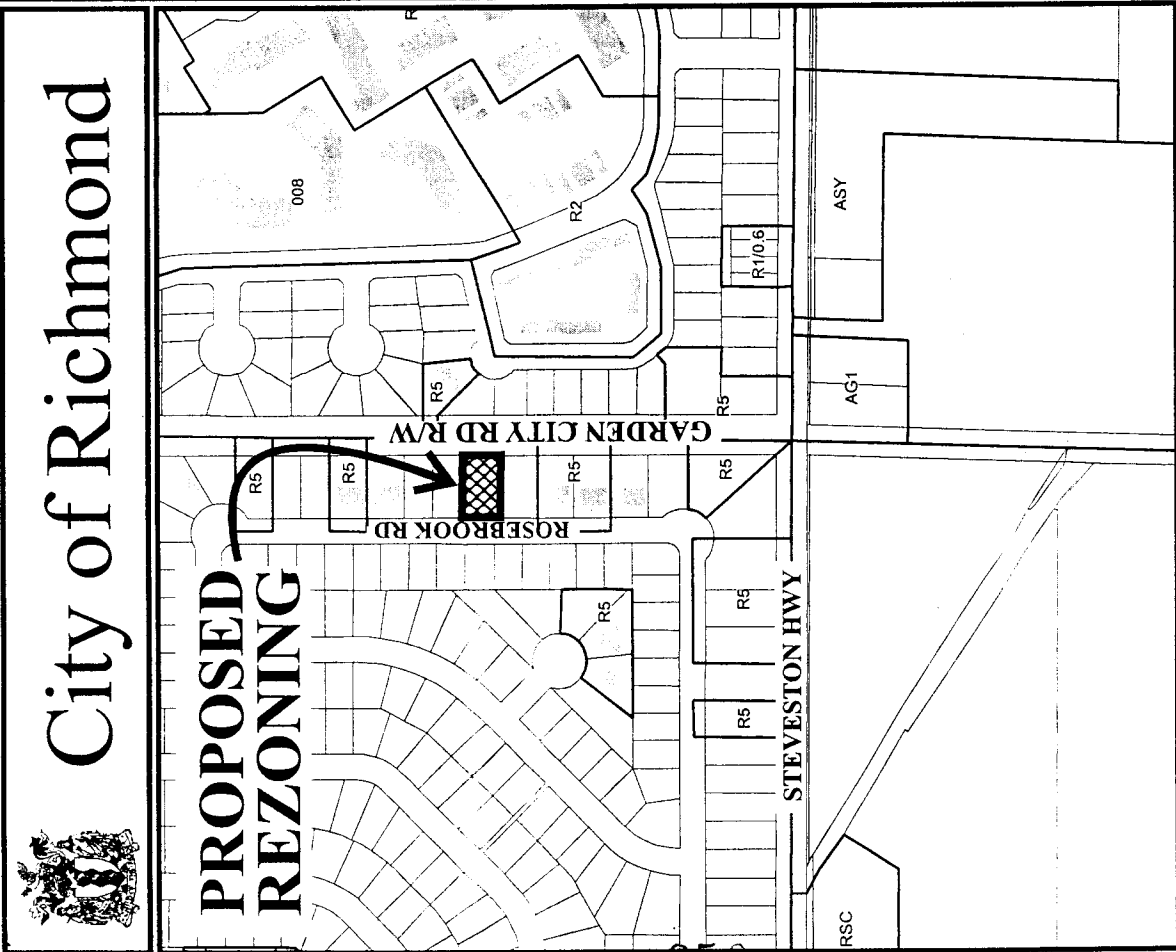 City of Richmond
PROPOSED
REZONING
008
R2
R1/0.6
ASY
R5
R5
AG1
GARDEN CITY RD R/W
R5
R5
R5
R5
ROSEBROOK RD
R5
R5
R5
STEVESTON HWY
RSC